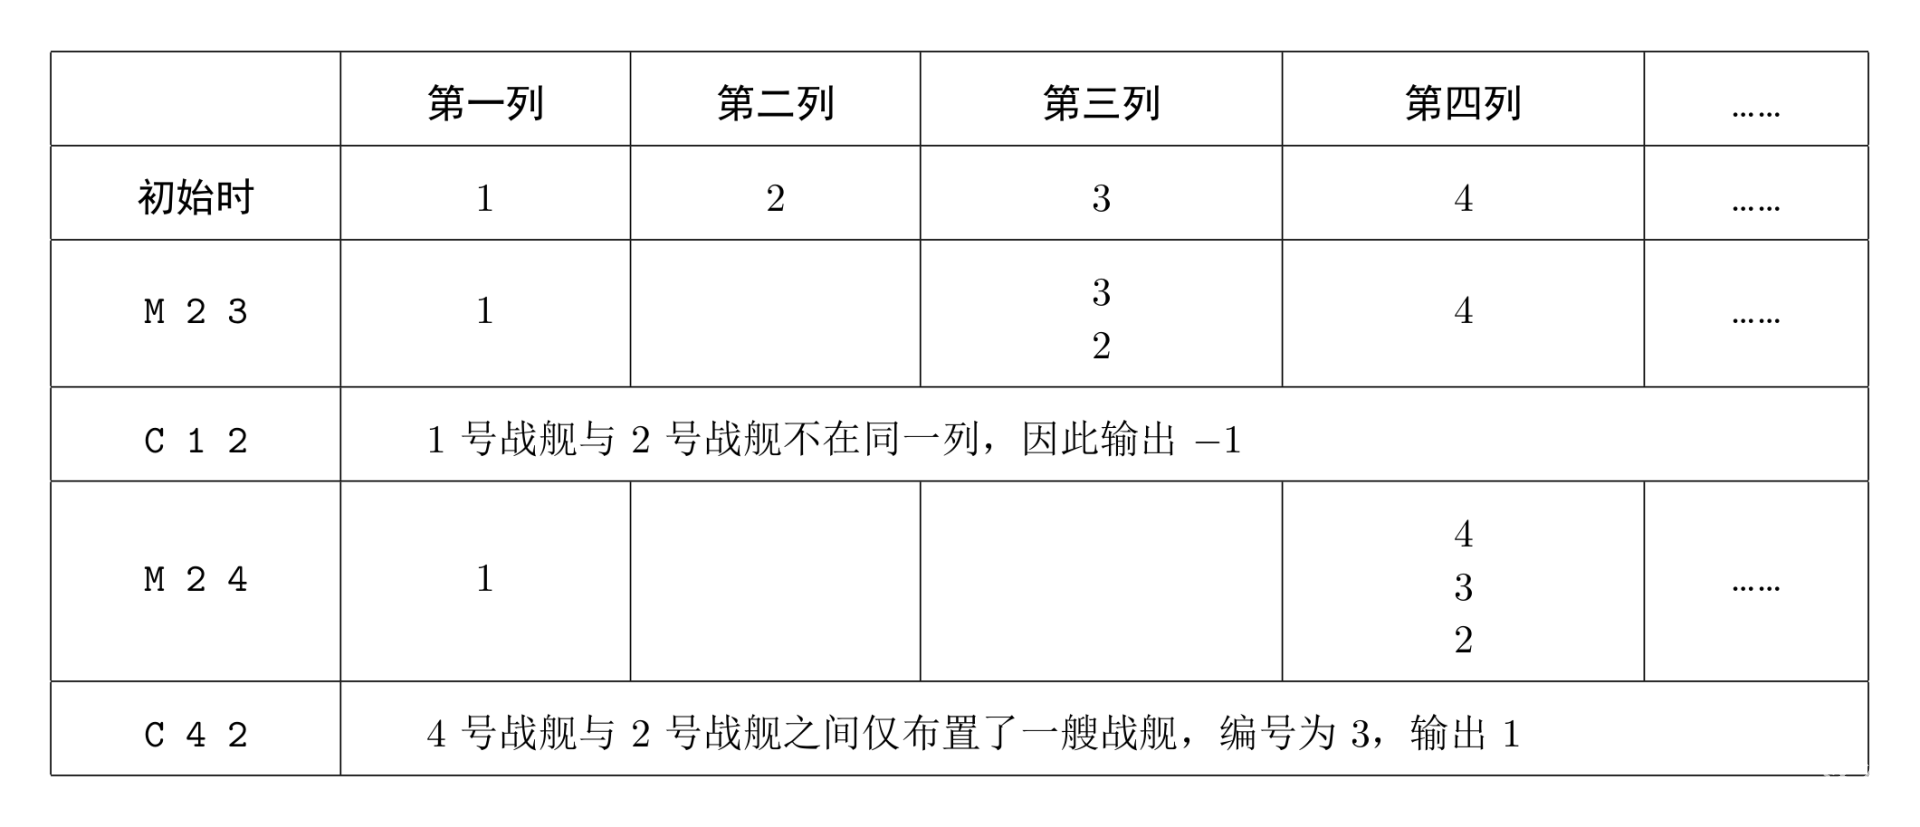 第一列 第二列 第三列 第四列 ……
初始时 1 2 3 4 ……
M 2 3 1 3 4 ……
2
C 1 2 1 号战舰与 2 号战舰不在同一列，因此输出 −1
4
M 2 4 1 3 ……
2
C 4 2 4 号战舰与 2 号战舰之间仅布置了一艘战舰，编号为 3，输出 1